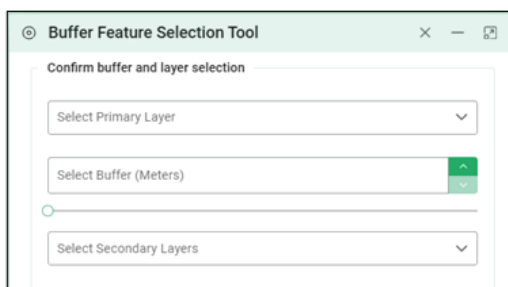 Buffer Feature Selection Tool
Confirm buffer and layer selection
Select Primary Layer
Select Buffer (Meters)
Select Secondary Layers